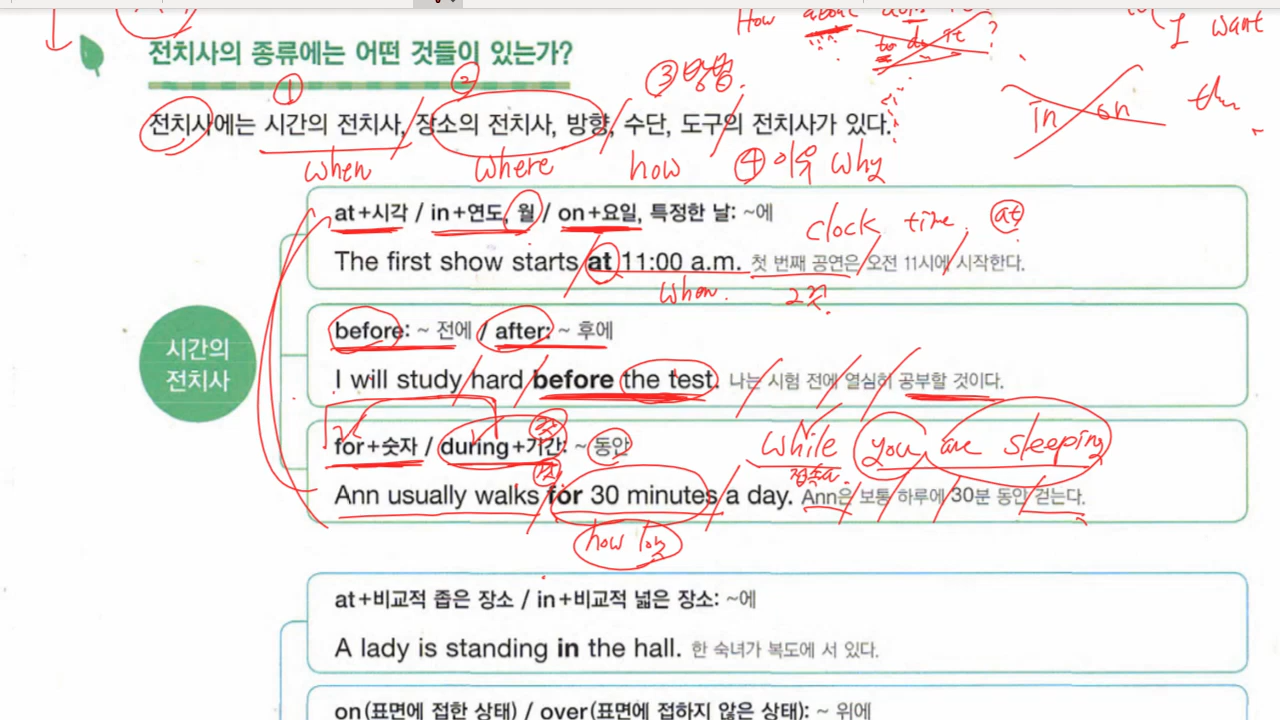 How about
I want
전치사의 종류에는 어떤 것들이 있는가?
① ② ③ 방법
in on
전치사에는 시간의 전치사, 장소의 전치사, 방향, 수단, 도구의 전치사가 있다.
when where how ④ 이유 why
at+시각 / in+연도, 월 / on+요일, 특정한 날: ~에
clock time at
The first show starts at 11:00 a.m. 첫 번째 공연은 오전 11시에 시작한다.
when
before: ~ 전에 / after: ~ 후에
시간의
전치사
I will study hard before the test. 나는 시험 전에 열심히 공부할 것이다.
for+숫자 / during+기간: ~ 동안
while you are sleeping
접속사
Ann usually walks for 30 minutes a day. Ann은 보통 하루에 30분 동안 걷는다.
how long
at+비교적 좁은 장소 / in+비교적 넓은 장소: ~에
A lady is standing in the hall. 한 숙녀가 복도에 서 있다.
on(표면에 접한 상태) / over(표면에 접하지 않은 상태): ~ 위에